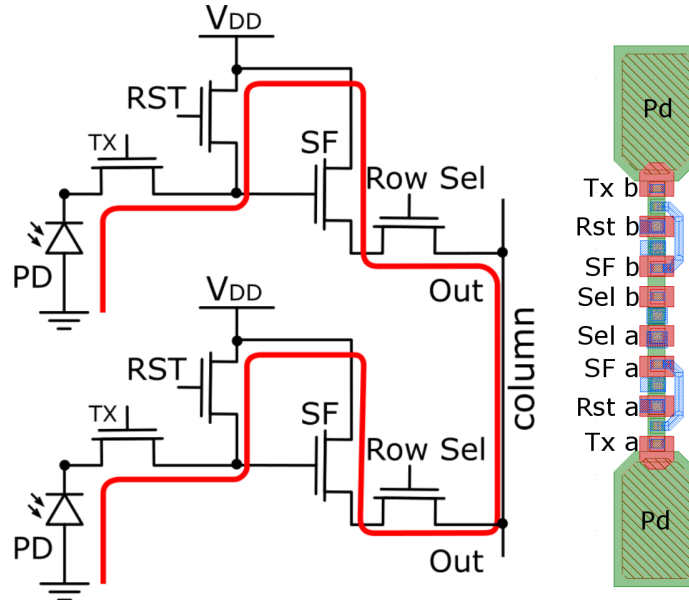 VDD
RST
TX
SF
Row Sel
PD
Out
VDD
RST
TX
SF
Row Sel
PD
Out
column
Pd
Tx b
Rst b
SF b
Sel b
Sel a
SF a
Rst a
Tx a
Pd